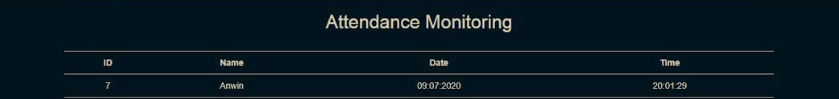 Attendance Monitoring
ID Name Date Time
7 Anwin 09:07:2020 20:01:29